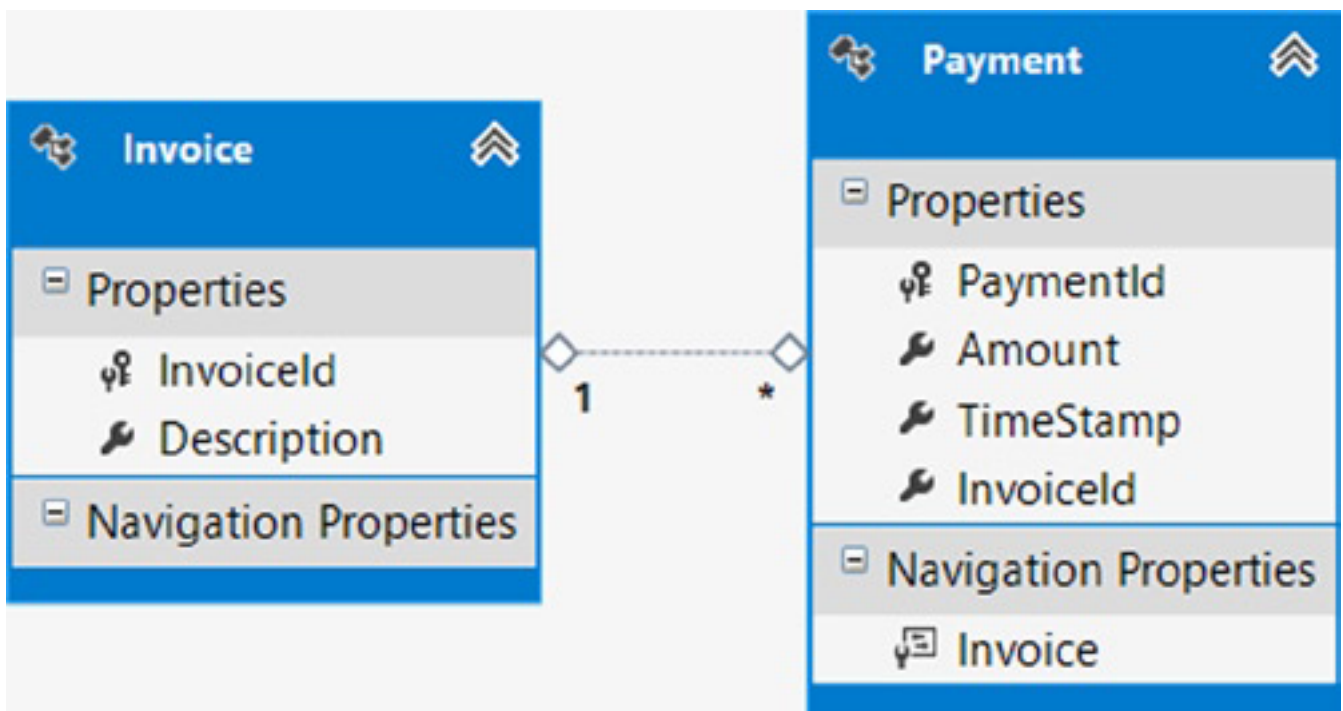 Invoice
Properties
InvoiceId
Description
Navigation Properties
1
*
Payment
Properties
PaymentId
Amount
TimeStamp
InvoiceId
Navigation Properties
Invoice